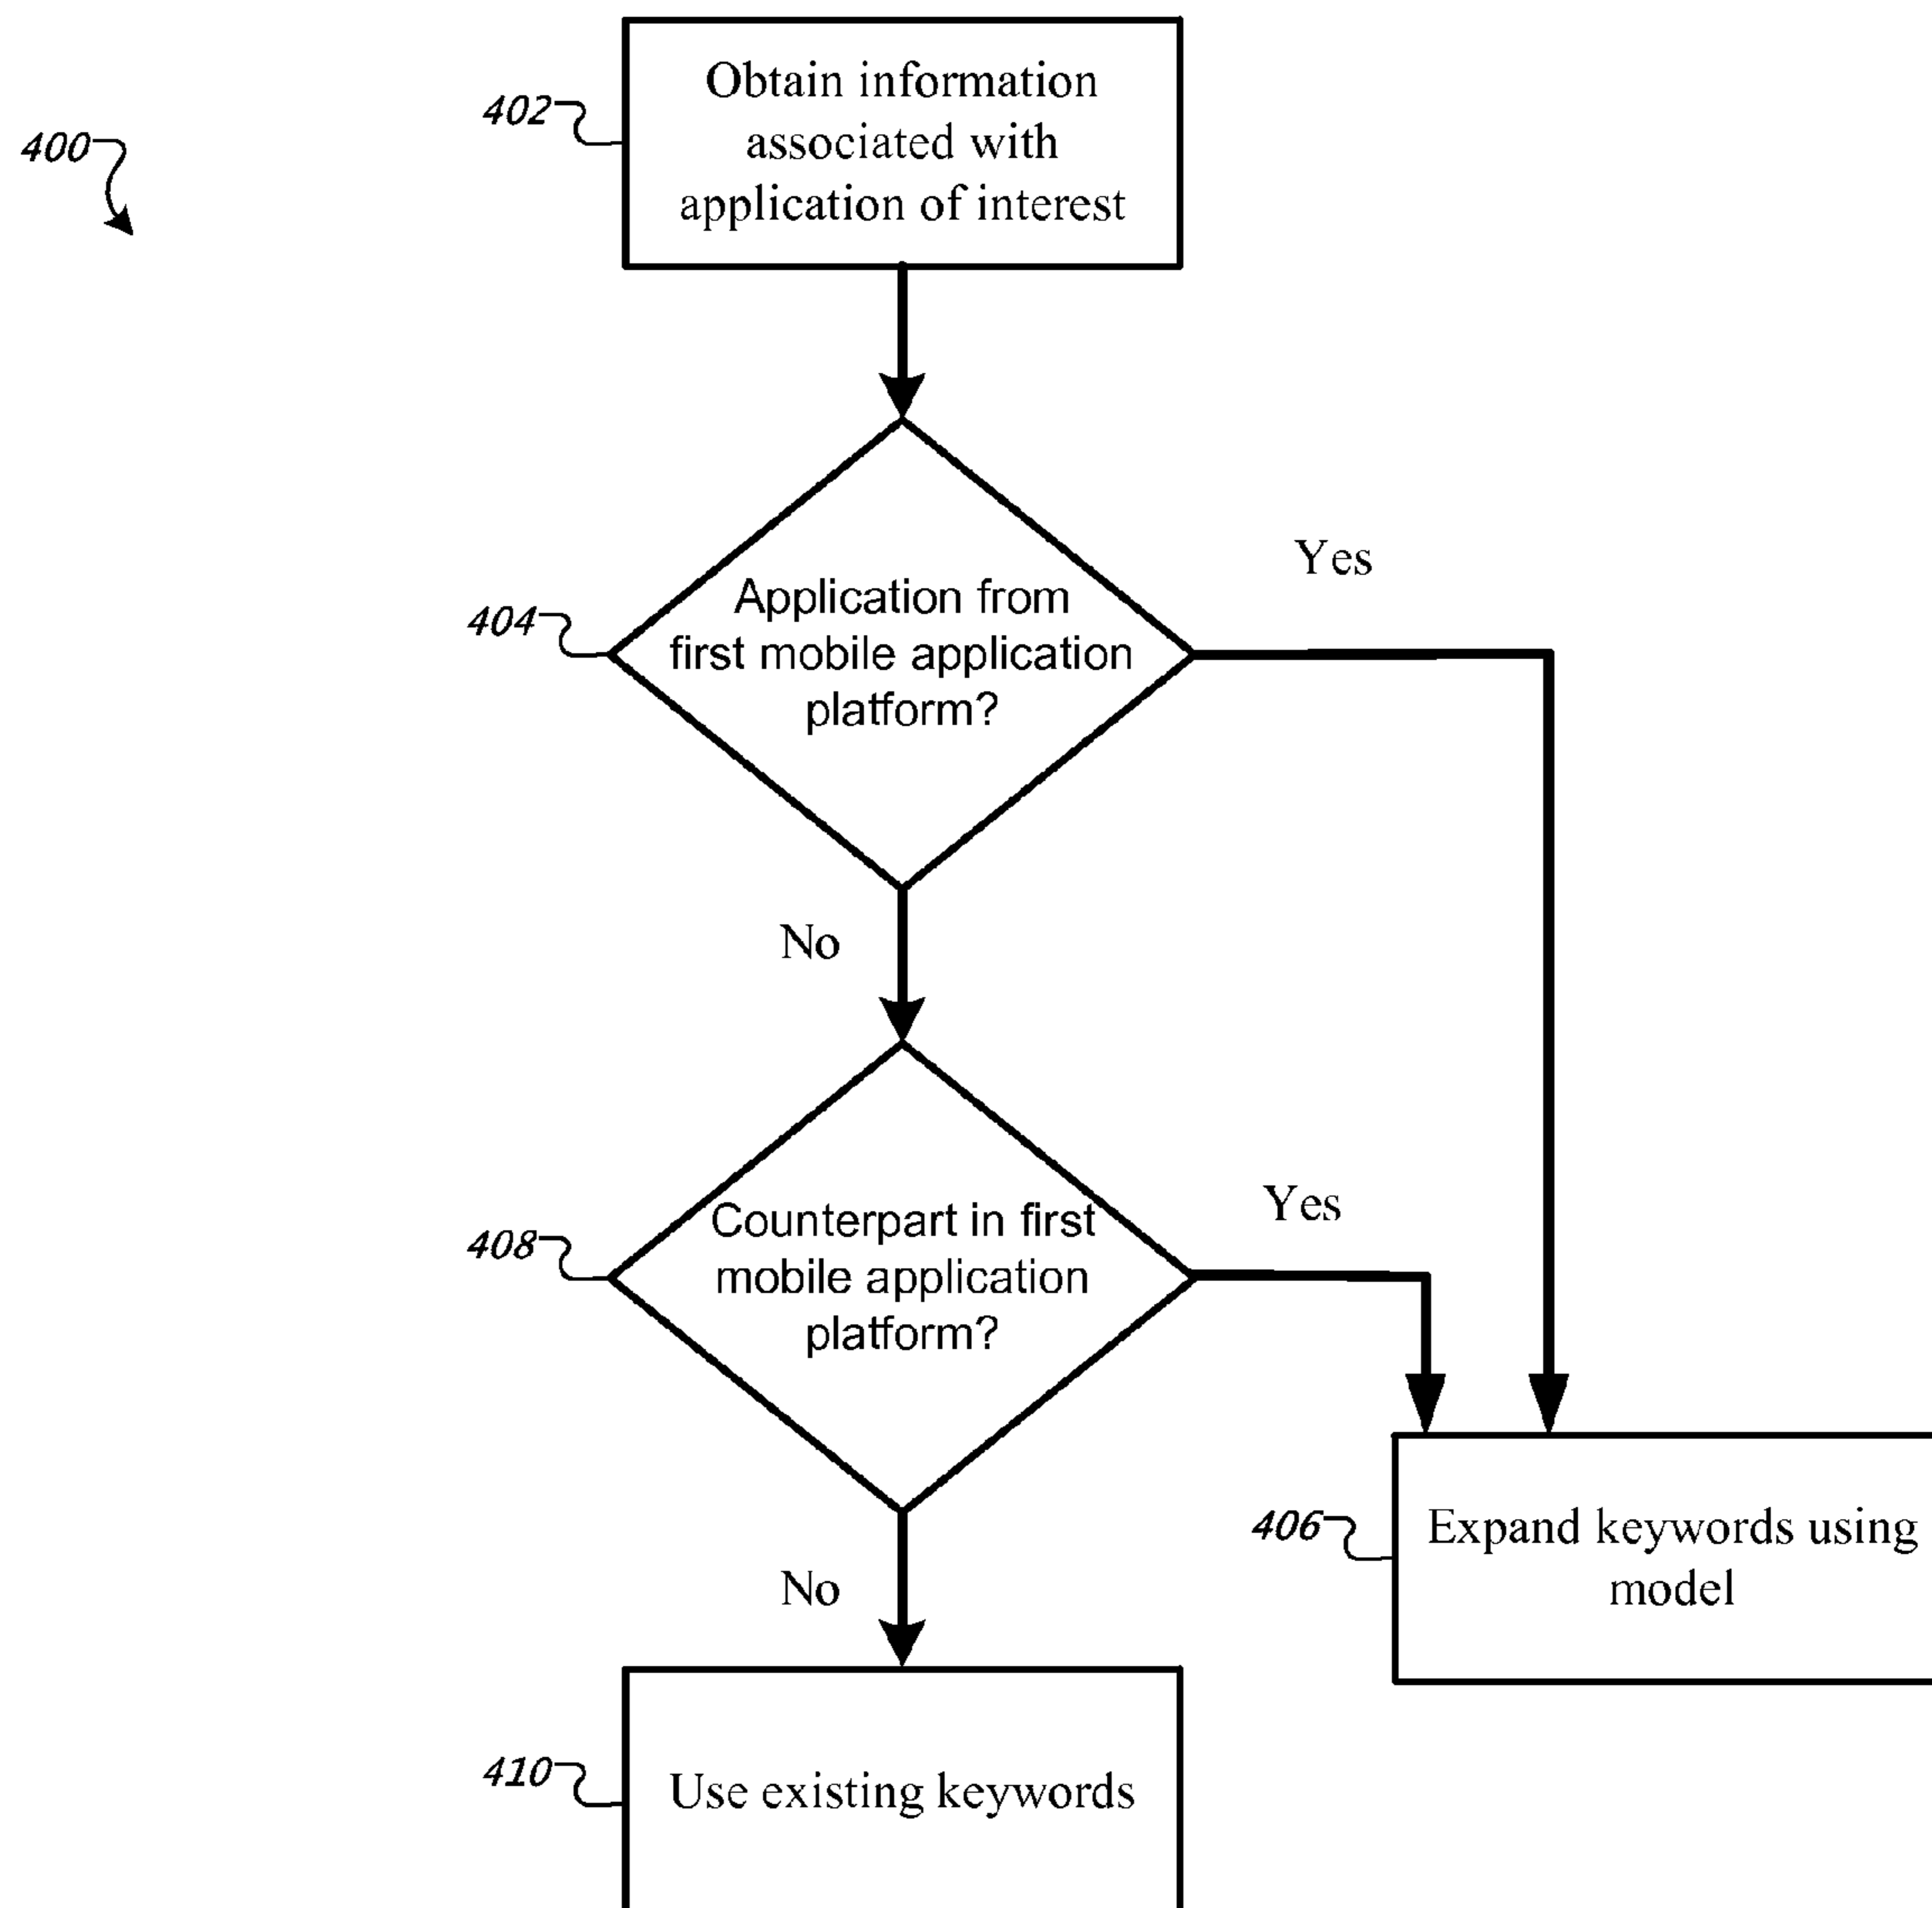 400
402
Obtain information
associated with
application of interest
404
Application from
first mobile application
platform?
Yes
No
408
Counterpart in first
mobile application
platform?
Yes
406
Expand keywords using
model
No
410
Use existing keywords